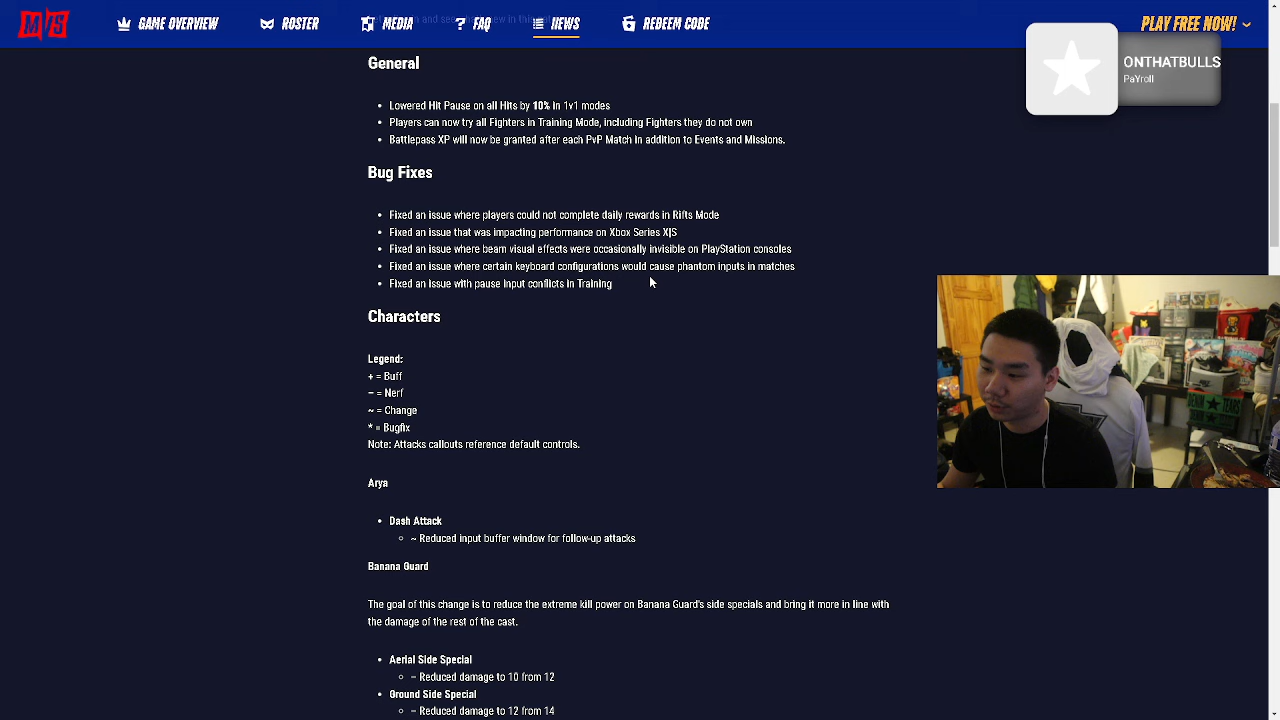 M/S
GAME OVERVIEW
ROSTER
MEDIA
FAQ
NEWS
REDEEM CODE
PLAY FREE NOW!
ONTHATBULLS
PaYroll
General
• Lowered Hit Pause on all Hits by 10% in 1v1 modes
• Players can now try all Fighters in Training Mode, including Fighters they do not own
• Battlepass XP will now be granted after each PvP Match in addition to Events and Missions.
Bug Fixes
• Fixed an issue where players could not complete daily rewards in Rifts Mode
• Fixed an issue that was impacting performance on Xbox Series X|S
• Fixed an issue where beam visual effects were occasionally invisible on PlayStation consoles
• Fixed an issue where certain keyboard configurations would cause phantom inputs in matches
• Fixed an issue with pause input conflicts in Training
Characters
Legend:
+ = Buff
– = Nerf
~ = Change
* = Bugfix
Note: Attacks callouts reference default controls.
Arya
• Dash Attack
○ ~ Reduced input buffer window for follow-up attacks
Banana Guard
The goal of this change is to reduce the extreme kill power on Banana Guard's side specials and bring it more in line with
the damage of the rest of the cast.
• Aerial Side Special
○ – Reduced damage to 10 from 12
• Ground Side Special
○ – Reduced damage to 12 from 14